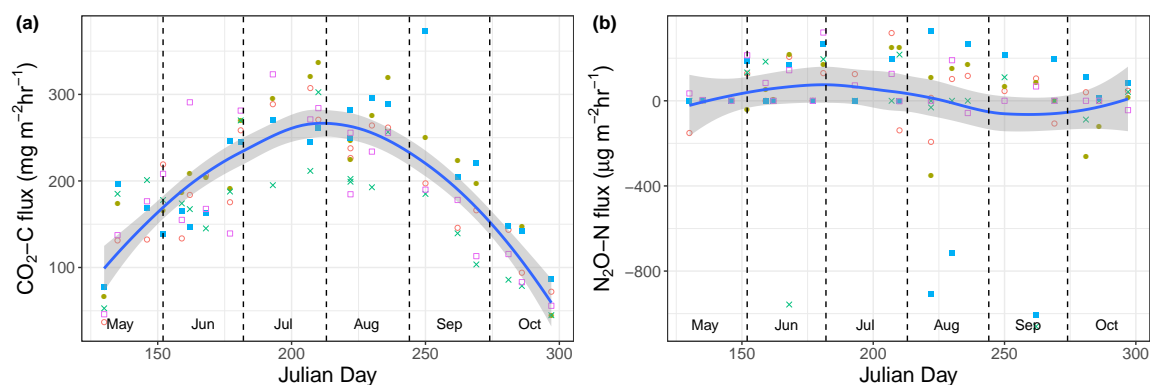 (a)
CO₂−C flux (mg m⁻²hr⁻¹)
300
200
100
May Jun Jul Aug Sep Oct
150 200 250 300
Julian Day
(b)
N₂O−N flux (µg m⁻²hr⁻¹)
0
−400
−800
May Jun Jul Aug Sep Oct
150 200 250 300
Julian Day